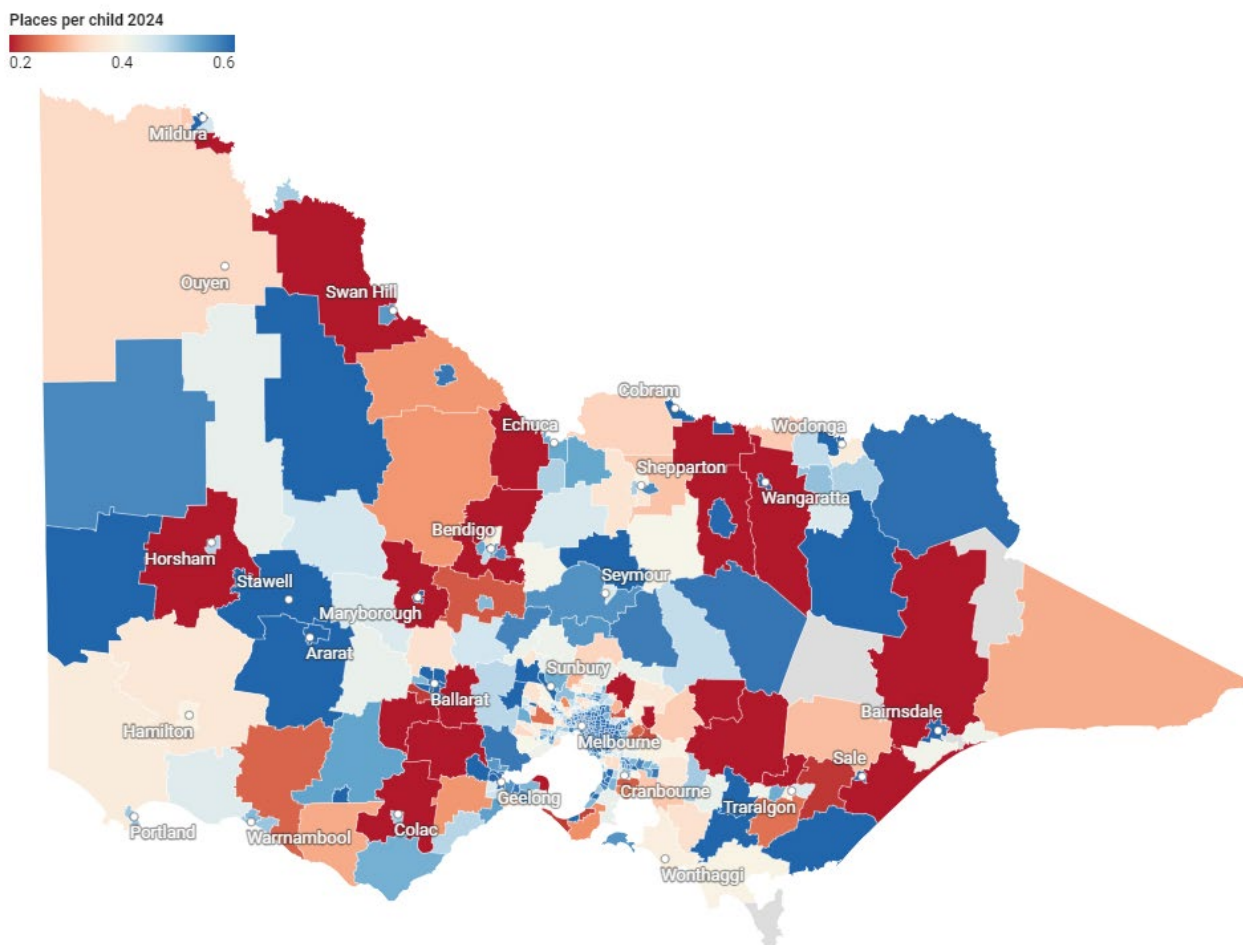 Places per child 2024
0.2 0.4 0.6
Mildura
Ouyen
Swan Hill
Cobram
Echuca
Wodonga
Shepparton
Wangaratta
Bendigo
Horsham
Stawell
Seymour
Maryborough
Ararat
Sunbury
Ballarat
Hamilton
Bairnsdale
Melbourne
Sale
Geelong
Cranbourne
Traralgon
Portland
Warrnambool
Colac
Wonthaggi